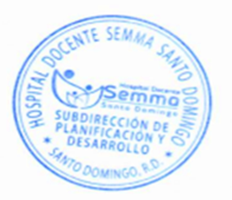 HOSPITAL DOCENTE SEMMA SANTO DOMINGO
Hospital Docente
Semma
Santo Domingo
SUBDIRECCIÓN DE
PLANIFICACIÓN Y
DESARROLLO
* SANTO DOMINGO, R.D. *